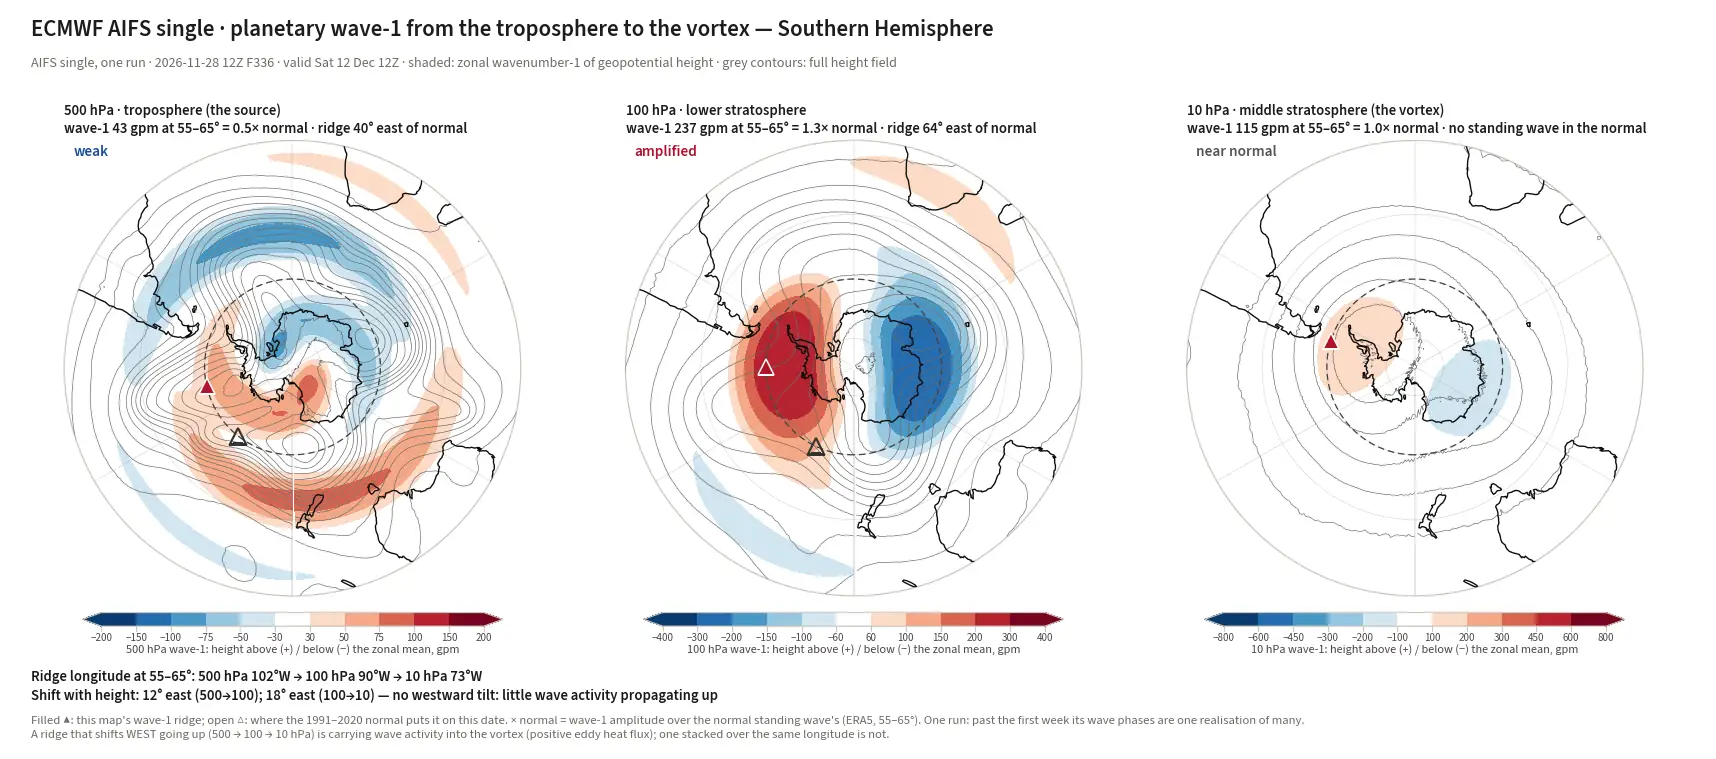 ECMWF AIFS single · planetary wave-1 from the troposphere to the vortex — Southern Hemisphere
AIFS single, one run · 2026-11-28 12Z F336 · valid Sat 12 Dec 12Z · shaded: zonal wavenumber-1 of geopotential height · grey contours: full height field
500 hPa · troposphere (the source)
wave-1 43 gpm at 55–65° = 0.5× normal · ridge 40° east of normal
weak
100 hPa · lower stratosphere
wave-1 237 gpm at 55–65° = 1.3× normal · ridge 64° east of normal
amplified
10 hPa · middle stratosphere (the vortex)
wave-1 115 gpm at 55–65° = 1.0× normal · no standing wave in the normal
near normal
−200 −150 −100 −75 −50 −30 30 50 75 100 150 200
500 hPa wave-1: height above (+) / below (−) the zonal mean, gpm
−400 −300 −200 −150 −100 −60 60 100 150 200 300 400
100 hPa wave-1: height above (+) / below (−) the zonal mean, gpm
−800 −600 −450 −300 −200 −100 100 200 300 450 600 800
10 hPa wave-1: height above (+) / below (−) the zonal mean, gpm
Ridge longitude at 55–65°: 500 hPa 102°W → 100 hPa 90°W → 10 hPa 73°W
Shift with height: 12° east (500→100); 18° east (100→10) — no westward tilt: little wave activity propagating up
Filled ▲: this map's wave-1 ridge; open △: where the 1991–2020 normal puts it on this date. × normal = wave-1 amplitude over the normal standing wave's (ERA5, 55–65°). One run: past the first week its wave phases are one realisation of many.
A ridge that shifts WEST going up (500 → 100 → 10 hPa) is carrying wave activity into the vortex (positive eddy heat flux); one stacked over the same longitude is not.